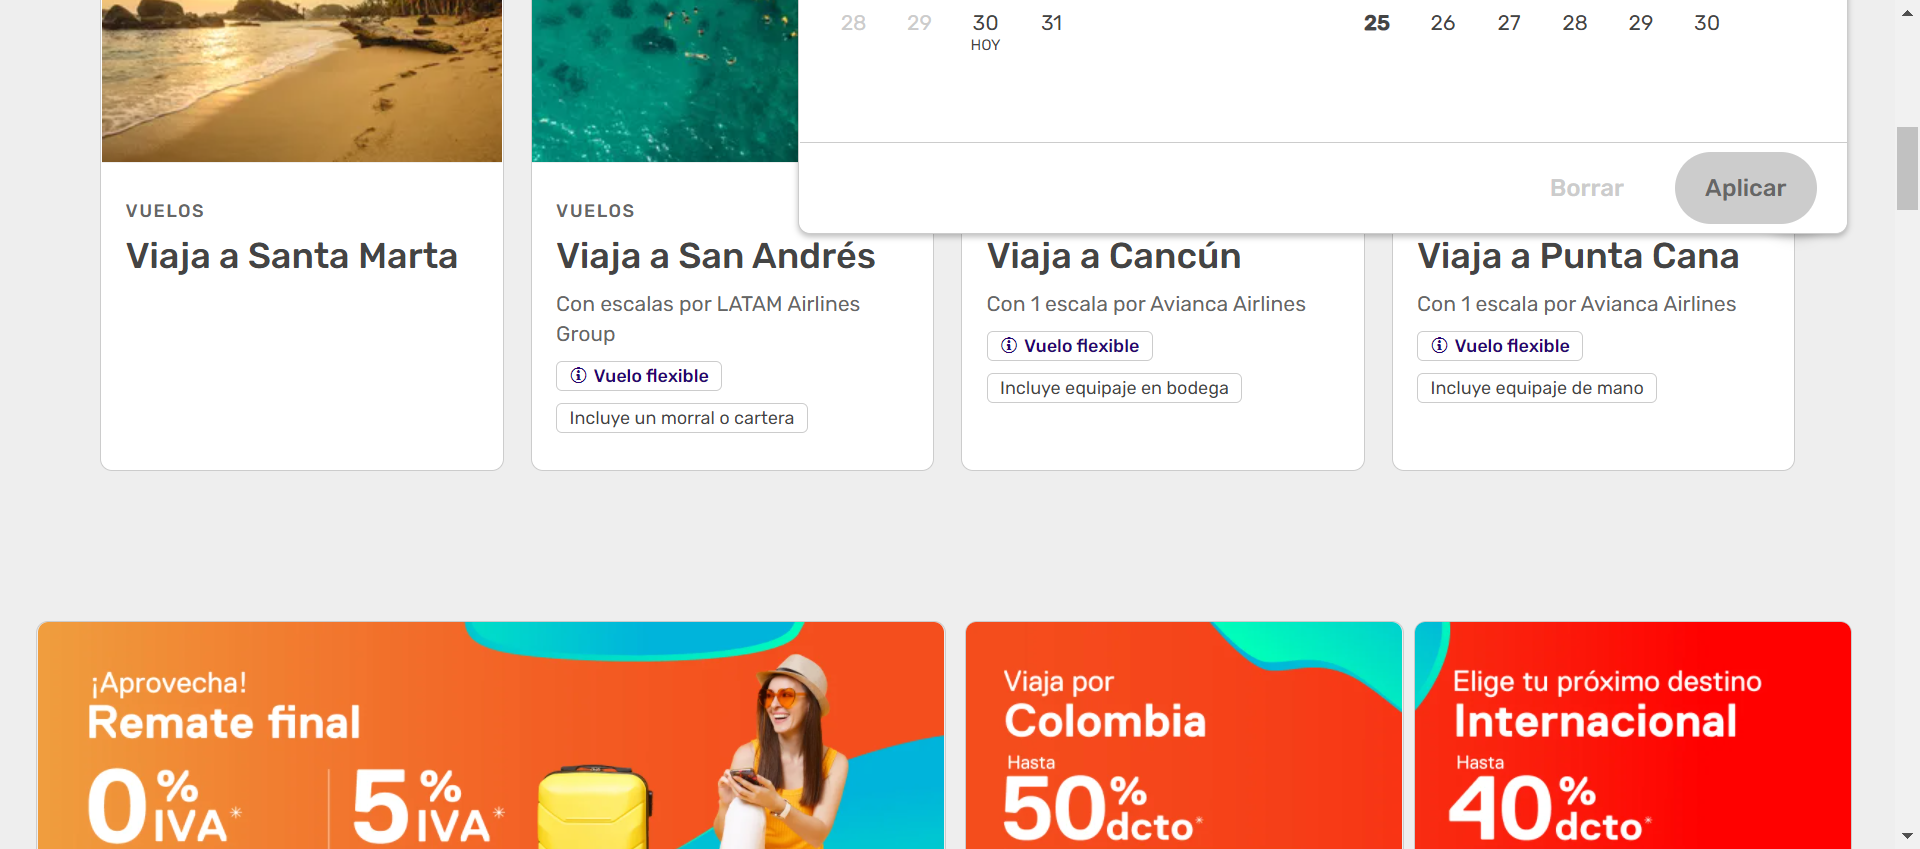 28 29 30 31
HOY
25 26 27 28 29 30
Borrar Aplicar
VUELOS
Viaja a Santa Marta
VUELOS
Viaja a San Andrés
Con escalas por LATAM Airlines
Group
Vuelo flexible
Incluye un morral o cartera
Viaja a Cancún
Con 1 escala por Avianca Airlines
Vuelo flexible
Incluye equipaje en bodega
Viaja a Punta Cana
Con 1 escala por Avianca Airlines
Vuelo flexible
Incluye equipaje de mano
¡Aprovecha!
Remate final
0% IVA*
5% IVA*
Viaja por
Colombia
Hasta
50% dcto*
Elige tu próximo destino
Internacional
Hasta
40% dcto*